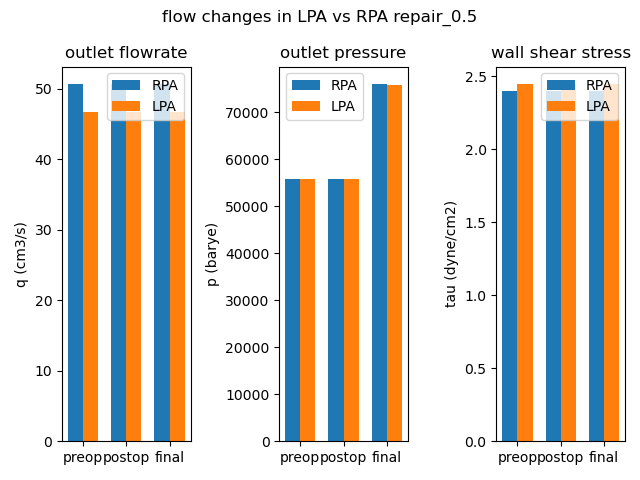 flow changes in LPA vs RPA repair_0.5
outlet flowrate
q (cm3/s)
50
40
30
20
10
0
RPA
LPA
preop postop final
outlet pressure
p (barye)
70000
60000
50000
40000
30000
20000
10000
0
RPA
LPA
preop postop final
wall shear stress
tau (dyne/cm2)
2.5
2.0
1.5
1.0
0.5
0.0
RPA
LPA
preop postop final